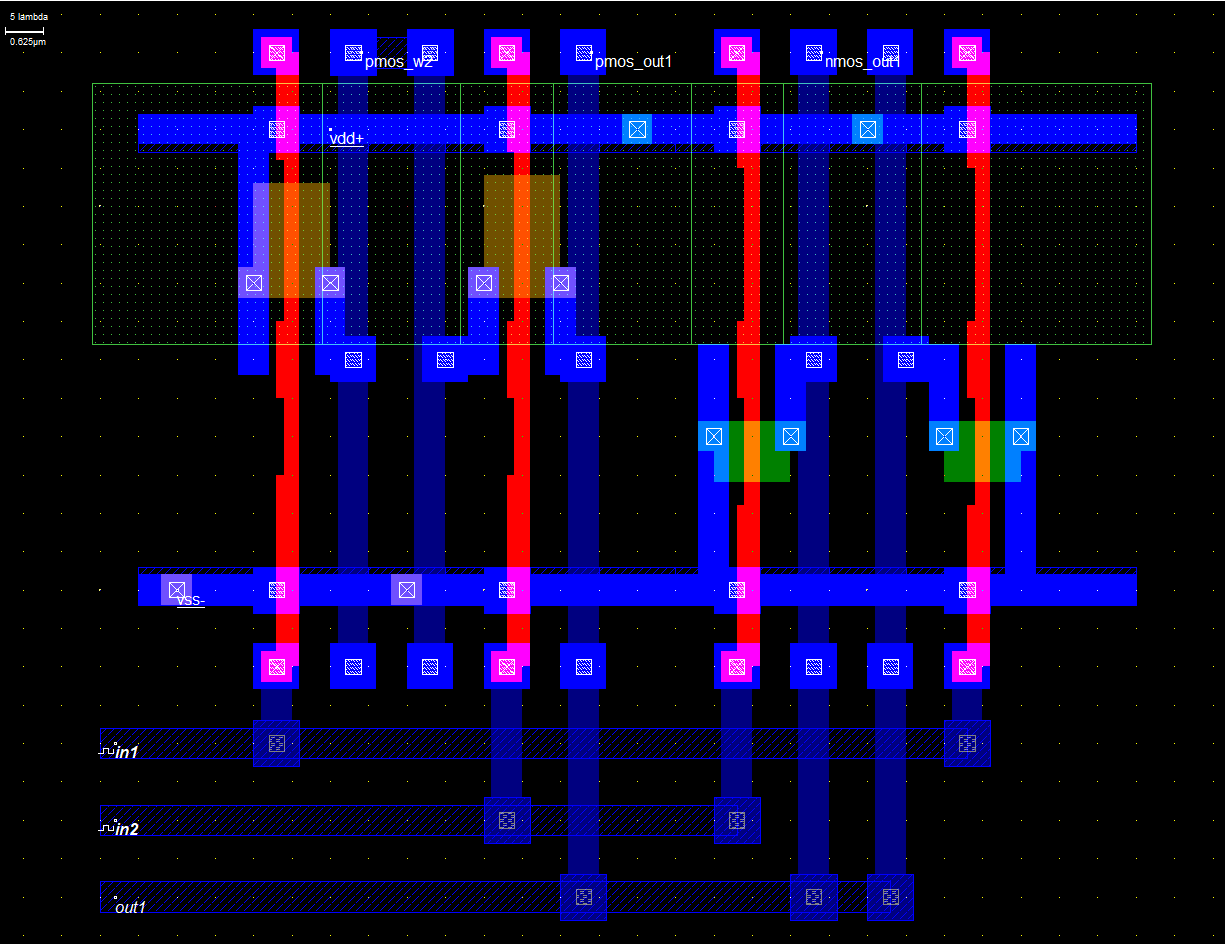 5 lambda
0.625µm
pmos_w2
pmos_out1
nmos_out1
vdd+
vss-
in1
in2
out1